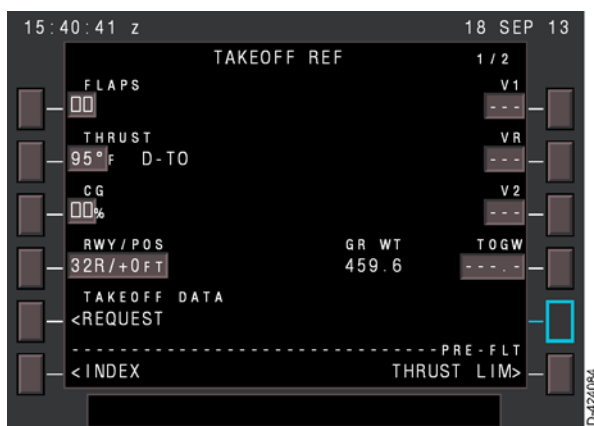 15:40:41 z 18 SEP 13
TAKEOFF REF 1/2
FLAPS V1
□□ ---
THRUST VR
95°F D-TO ---
CG V2
□□% ---
RWY/POS GR WT TOGW
32R/+0FT 459.6 ---.-
TAKEOFF DATA
<REQUEST
--------------------------------PRE-FLT
<INDEX THRUST LIM>
D-424084